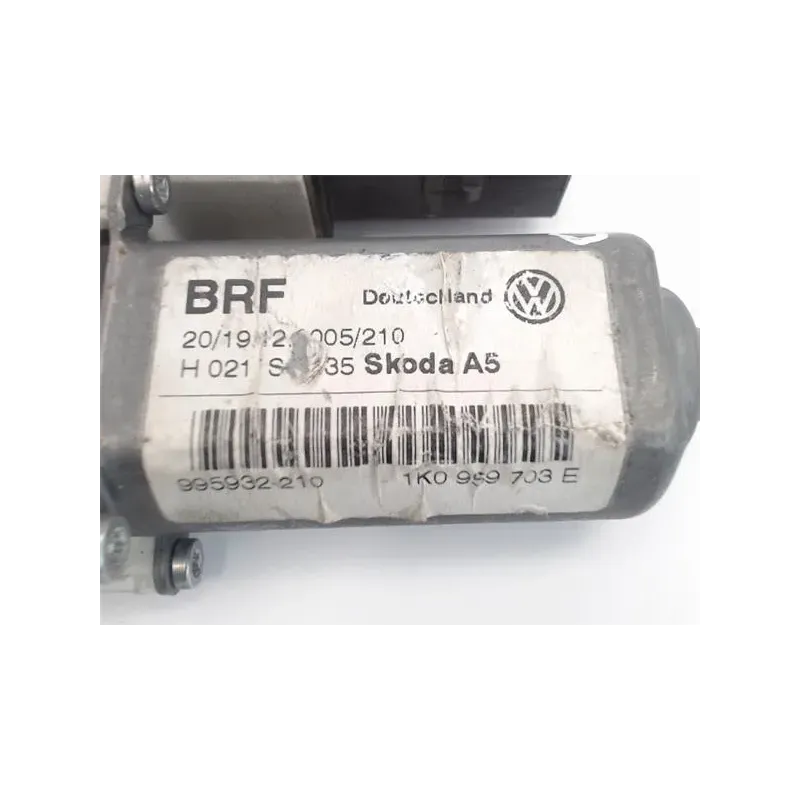 BRF Deutschland
H 021 Skoda A5
995932-210 1K0 959 703 E